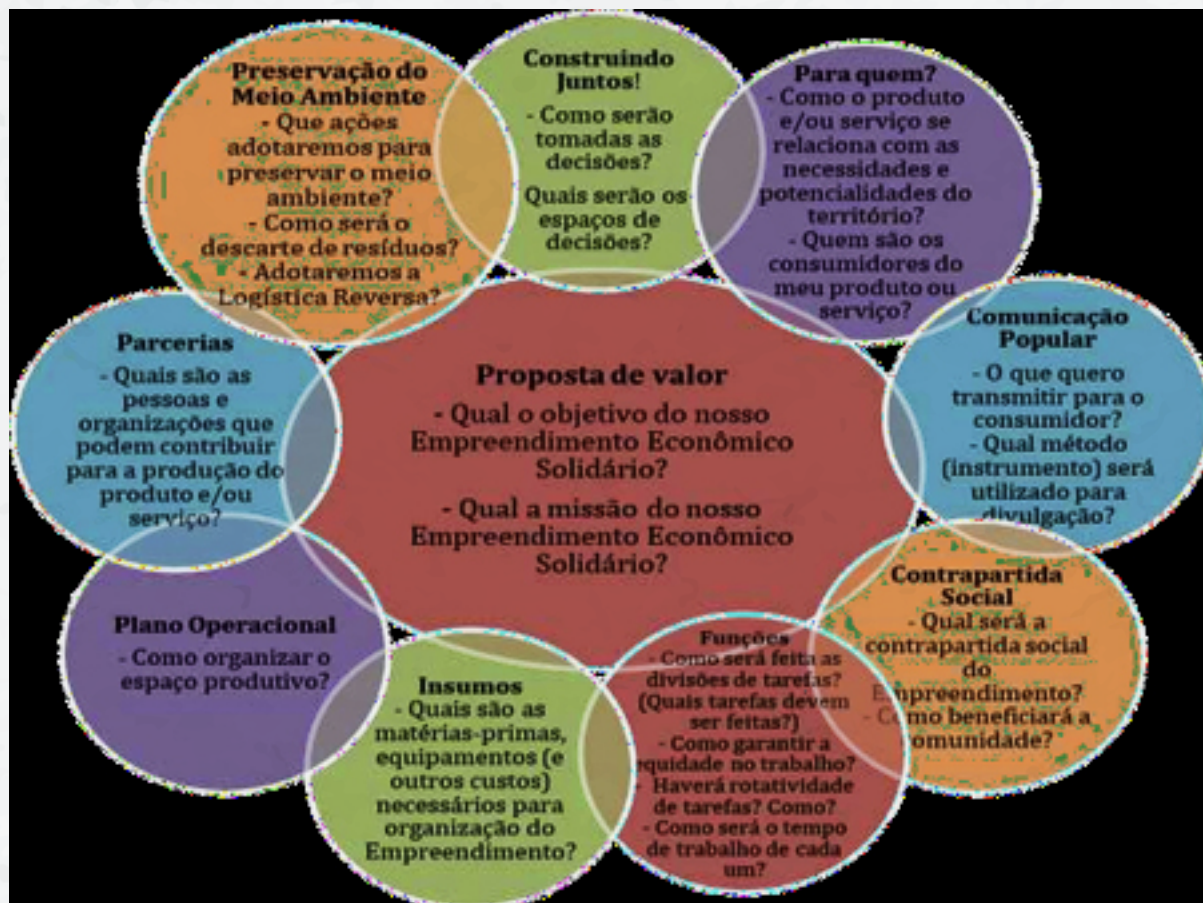 Preservação do
Meio Ambiente
- Que ações
adotaremos para
preservar o meio
ambiente?
- Como será o
descarte de resíduos?
- Adotaremos a
Logística Reversa?
Construindo
Juntos!
- Como serão
tomadas as
decisões?
Quais serão os
espaços de
decisões?
Para quem?
- Como o produto
e/ou serviço se
relaciona com as
necessidades e
potencialidades do
território?
- Quem são os
consumidores do
meu produto ou
serviço?
Parcerias
- Quais são as
pessoas e
organizações que
podem contribuir
para a produção do
produto e/ou
serviço?
Proposta de valor
- Qual o objetivo do nosso
Empreendimento Econômico
Solidário?
- Qual a missão do nosso
Empreendimento Econômico
Solidário?
Comunicação
Popular
- O que quero
transmitir para o
consumidor?
- Qual método
(instrumento) será
utilizado para
divulgação?
Plano Operacional
- Como organizar o
espaço produtivo?
Insumos
- Quais são as
matérias-primas,
equipamentos (e
outros custos)
necessários para
organização do
Empreendimento?
Funções
- Como será feita as
divisões de tarefas?
(Quais tarefas devem
ser feitas?)
- Como garantir a
equidade no trabalho?
- Haverá rotatividade
de tarefas? Como?
- Como será o tempo
de trabalho de cada
um?
Contrapartida
Social
- Qual será a
contrapartida social
do
Empreendimento?
- Como beneficiará a
comunidade?